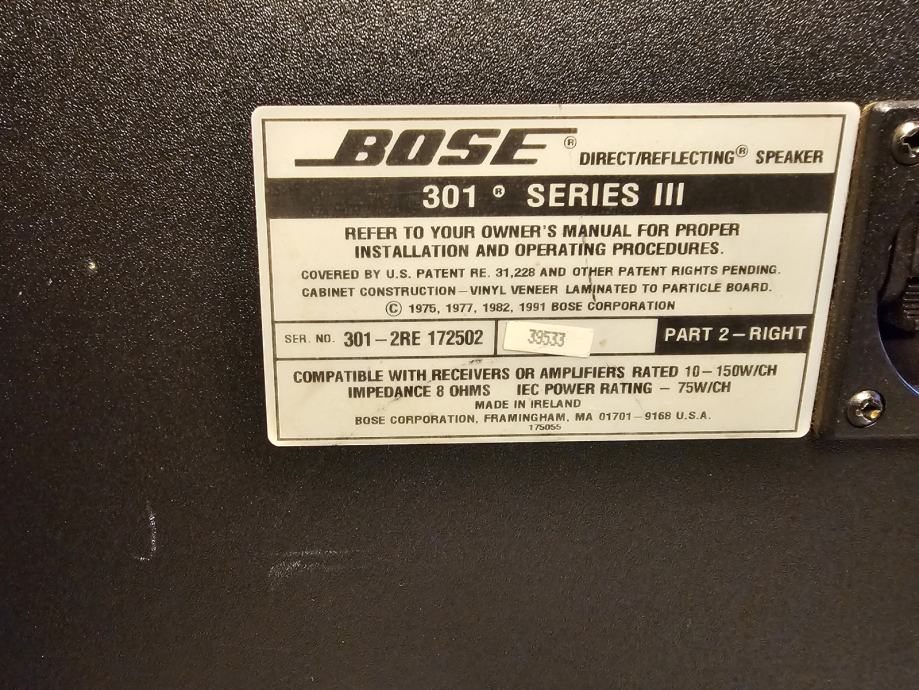 BOSE® DIRECT/REFLECTING® SPEAKER
301® SERIES III
REFER TO YOUR OWNER'S MANUAL FOR PROPER
INSTALLATION AND OPERATING PROCEDURES.
COVERED BY U.S. PATENT RE. 31,228 AND OTHER PATENT RIGHTS PENDING.
CABINET CONSTRUCTION – VINYL VENEER LAMINATED TO PARTICLE BOARD.
© 1975, 1977, 1982, 1991 BOSE CORPORATION
SER. NO. 301–2RE 172502 39533 PART 2–RIGHT
COMPATIBLE WITH RECEIVERS OR AMPLIFIERS RATED 10–150W/CH
IMPEDANCE 8 OHMS IEC POWER RATING – 75W/CH
MADE IN IRELAND
BOSE CORPORATION, FRAMINGHAM, MA 01701–9168 U.S.A.
175055